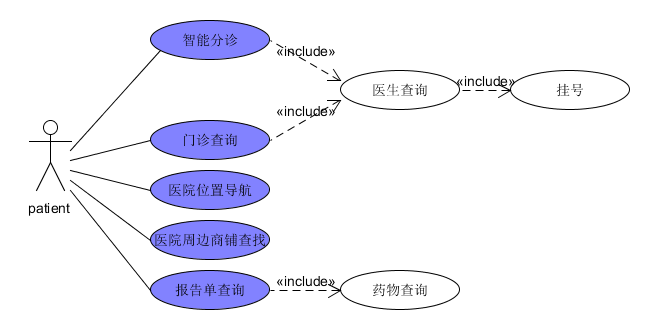 智能分诊
«include»
医生查询
«include»
挂号
«include»
门诊查询
医院位置导航
patient
医院周边商铺查找
报告单查询
«include»
药物查询